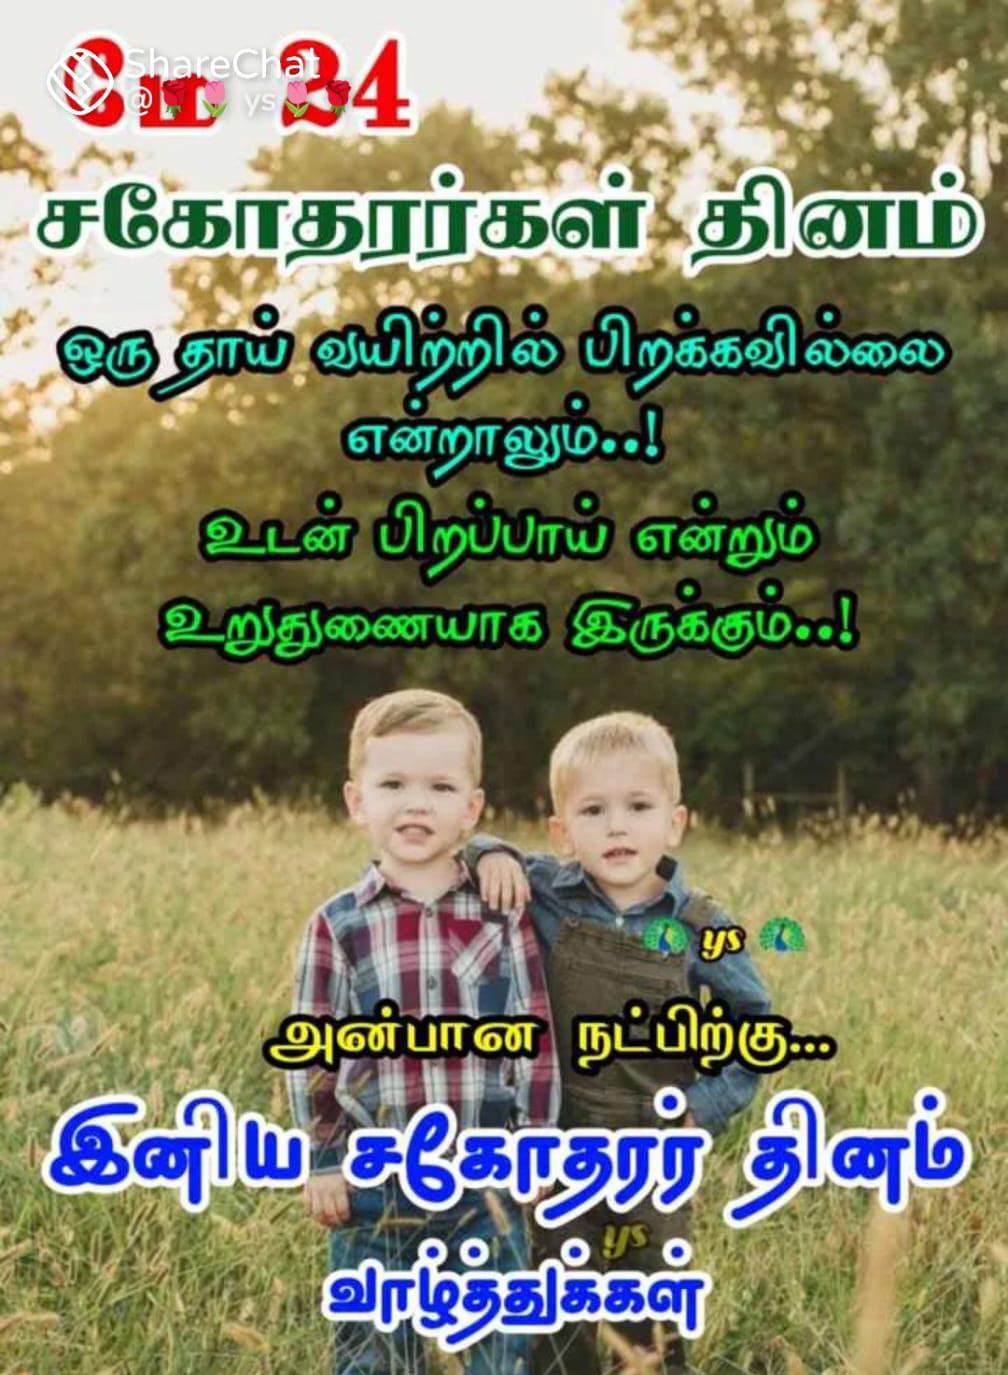 மே 24
ShareChat
@🌹🌷 ys🌷🌹
சகோதரர்கள் தினம்
ஒரு தாய் வயிற்றில் பிறக்கவில்லை
என்றாலும்..!
உடன் பிறப்பாய் என்றும்
உறுதுணையாக இருக்கும்..!
ys
அன்பான நட்பிற்கு...
இனிய சகோதரர் தினம்
ys
வாழ்த்துக்கள்